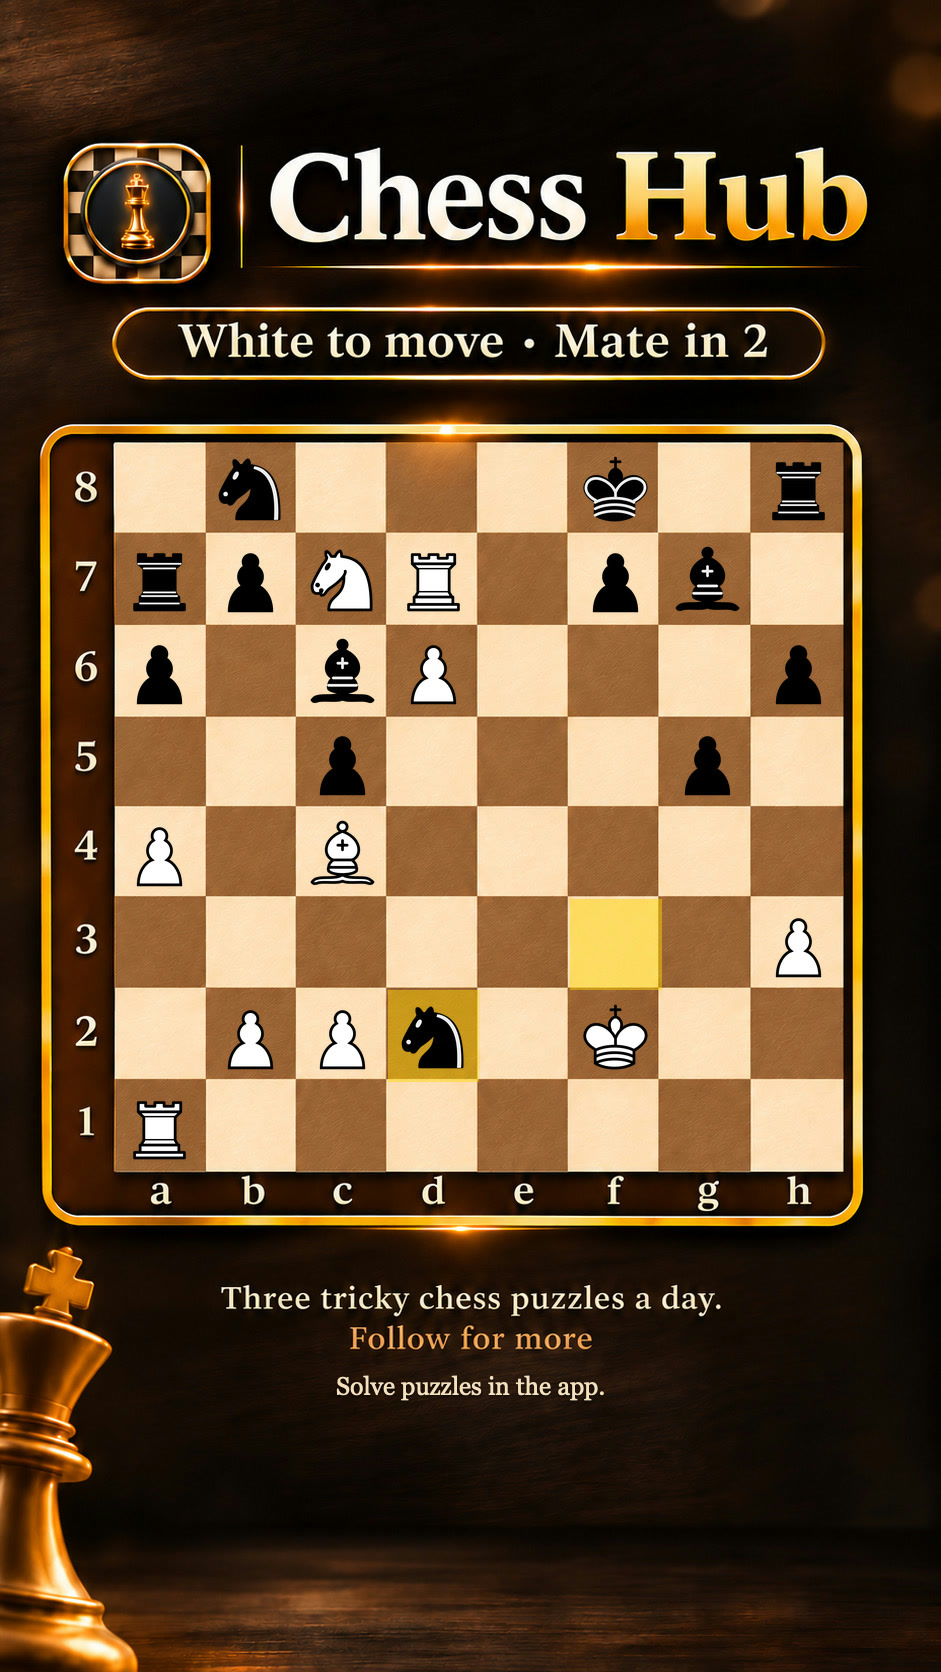 Chess Hub
White to move • Mate in 2
8
7
6
5
4
3
2
1
a b c d e f g h
Three tricky chess puzzles a day.
Follow for more
Solve puzzles in the app.